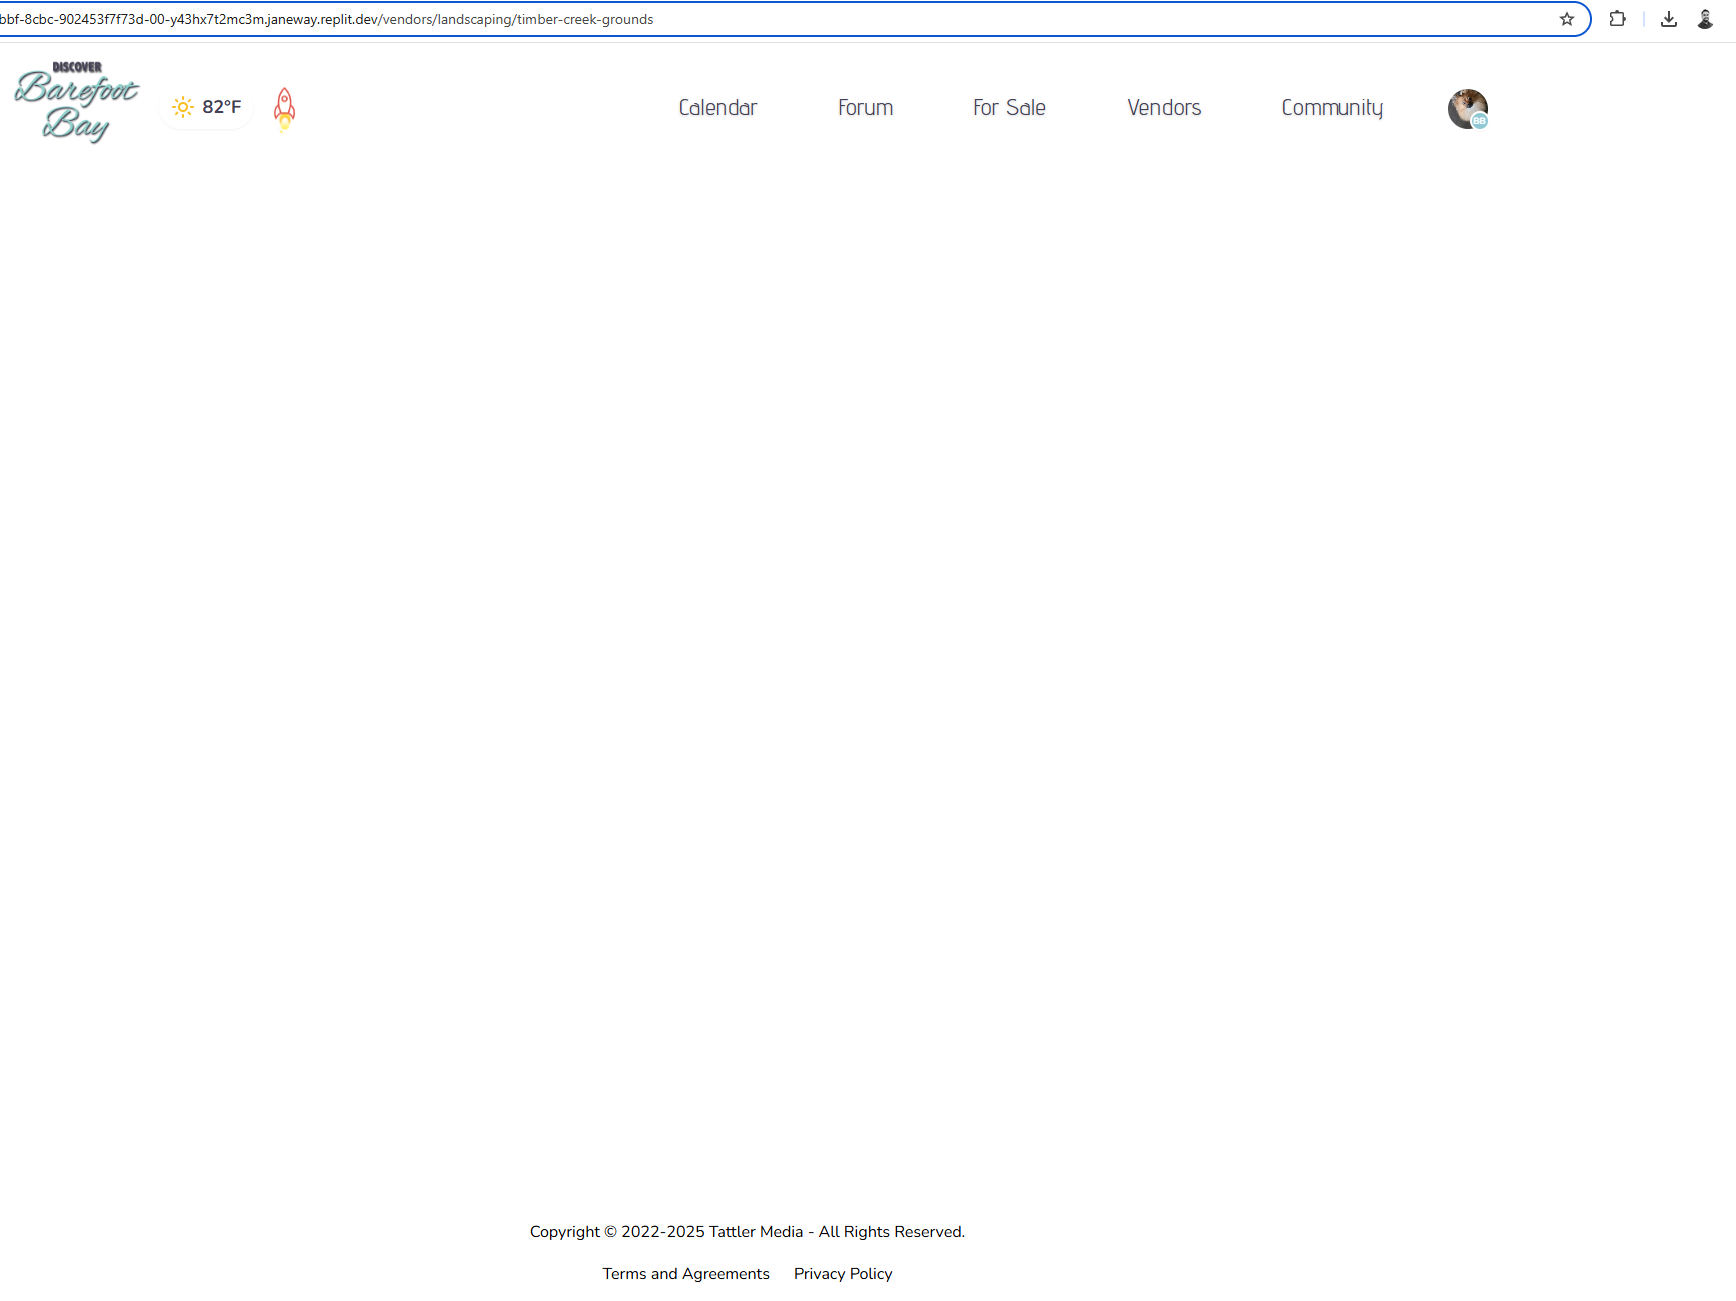 bbf-8cbc-902453f7f73d-00-y43hx7t2mc3m.janeway.replit.dev/vendors/landscaping/timber-creek-grounds
DISCOVER
Barefoot
Bay
82°F
Calendar Forum For Sale Vendors Community
BB
Copyright © 2022-2025 Tattler Media - All Rights Reserved.
Terms and Agreements Privacy Policy